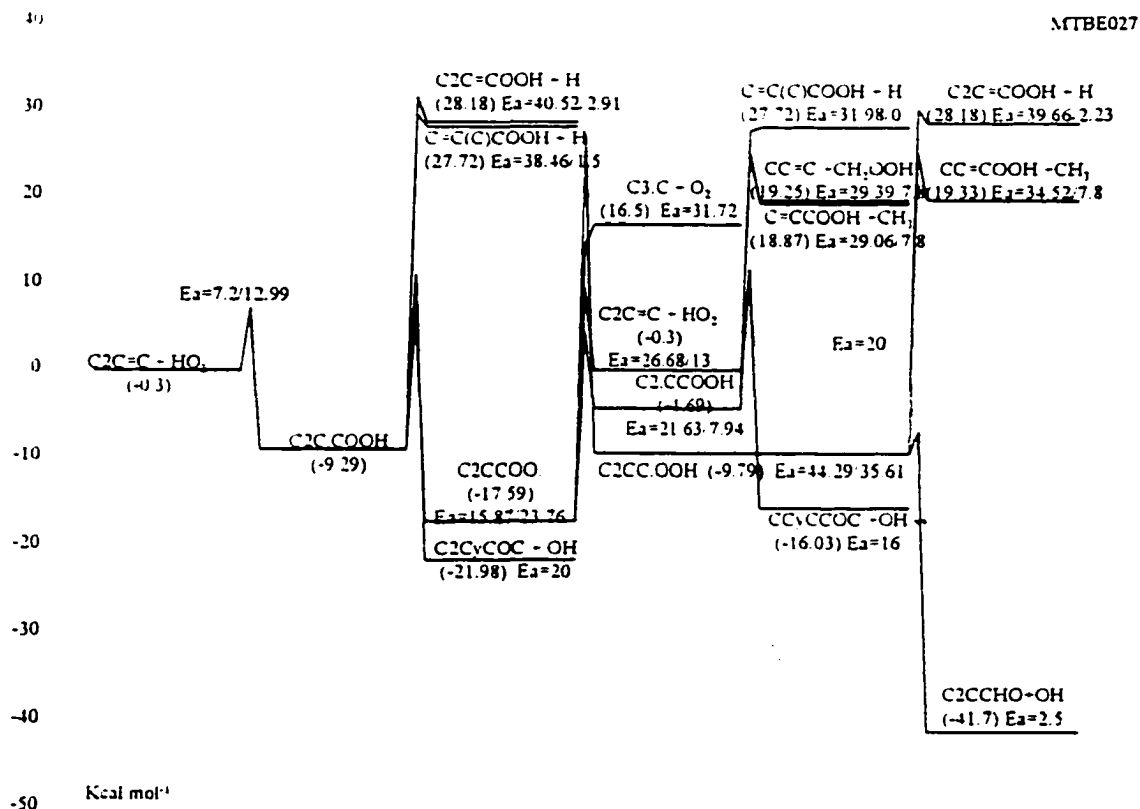 40
MTBE027
C2C=COOH + H
(28.18) Ea=40.52/2.91
C=C(C)COOH + H
(27.72) Ea=38.46/1.5
C=C(C)COOH + H
(27.72) Ea=31.98/0
C2C=COOH + H
(28.18) Ea=39.66/2.23
30
C3.C + O2
(16.5) Ea=31.72
CC=C + CH2OOH
(19.25) Ea=29.39/7.8
C=CCOOH + CH3
(18.87) Ea=29.06/7.8
CC=COOH + CH3
(19.33) Ea=34.52/7.8
20
10
Ea=7.2/12.99
C2C=C + HO2
(-0.3)
Ea=26.68/13
Ea=20
0
C2C=C + HO2
(-0.3)
C2.CCOOH
Ea=21.63/7.94
-10
C2C.COOH
(-9.29)
C2CCOO.
(-17.59)
Ea=15.87/23.76
C2CC.OOH (-9.79) Ea=44.29/35.61
CCyCCOC + OH
(-16.03) Ea=16
-20
C2CyCOC + OH
(-21.98) Ea=20
-30
-40
C2CCHO+OH
(-41.7) Ea=2.5
-50
Kcal mol-1